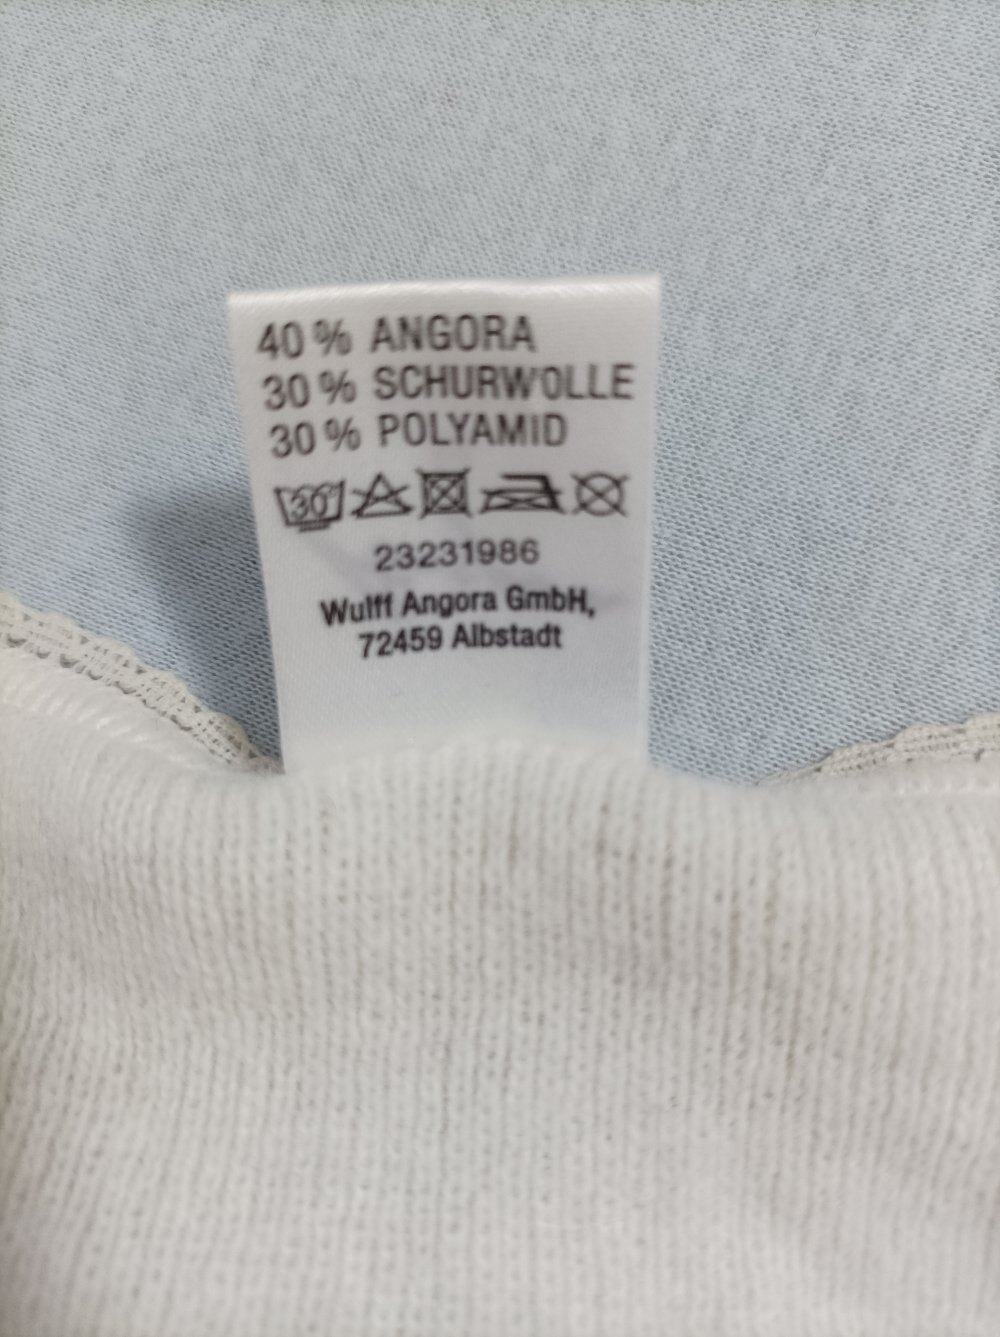 40 % ANGORA
30 % SCHURWOLLE
30 % POLYAMID
30
23231986
Wulff Angora GmbH,
72459 Albstadt